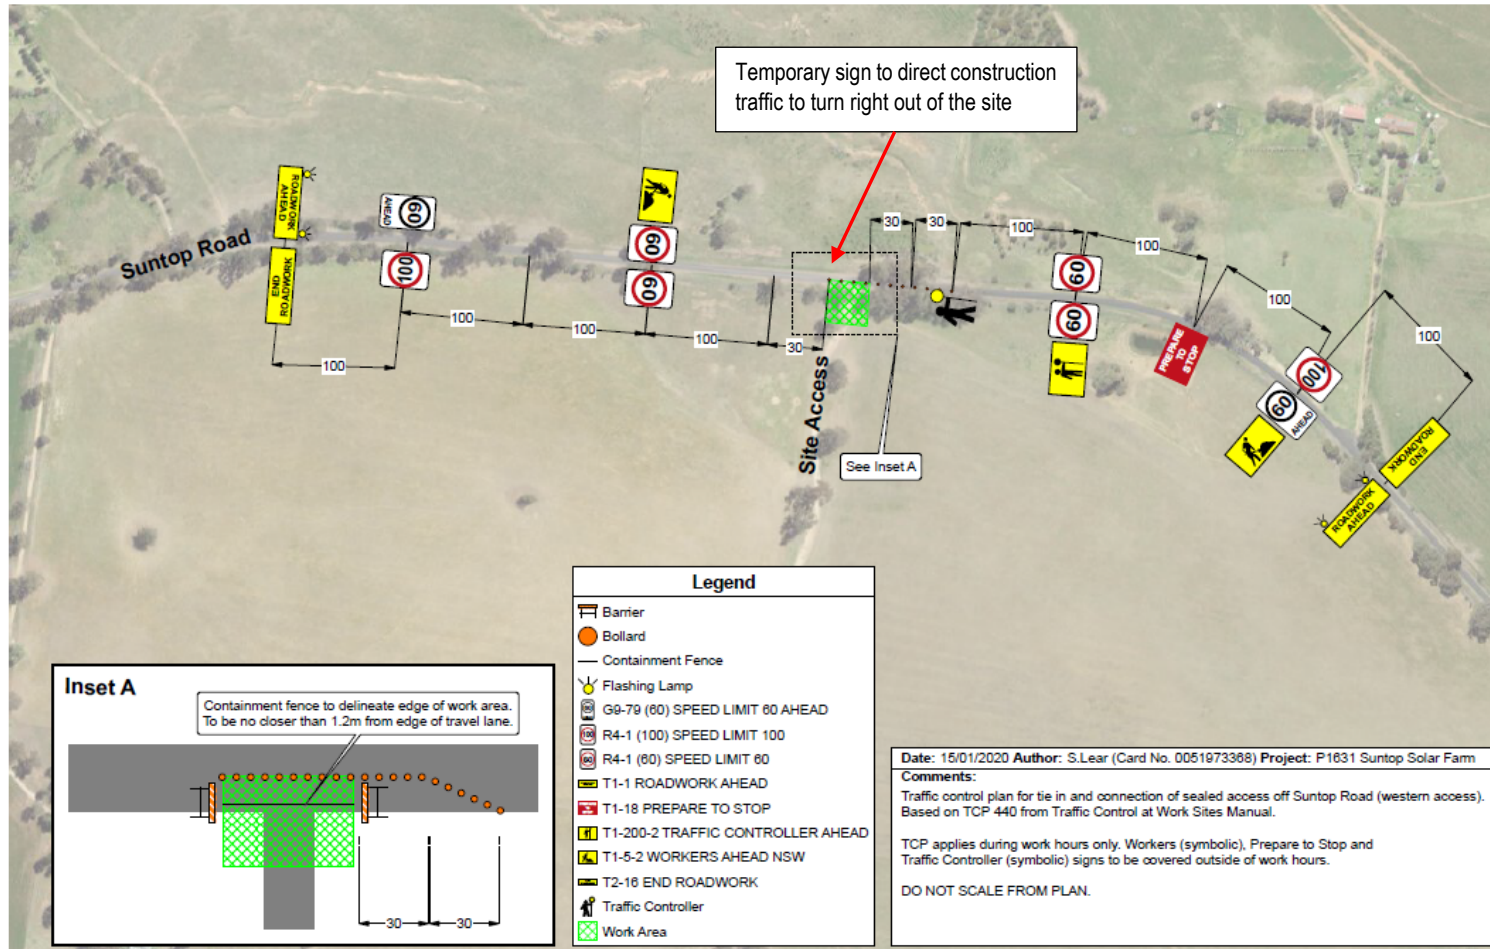 Temporary sign to direct construction
traffic to turn right out of the site
ROADWORK
AHEAD
END
ROADWORK
Suntop Road
60
AHEAD
100
60
60
100
100
100
100
30
30
30
100
100
100
100
60
60
PREPARE
TO
STOP
100
60
AHEAD
END
ROADWORK
ROADWORK
AHEAD
Site Access
See Inset A
Legend
Barrier
Bollard
Containment Fence
Flashing Lamp
G9-79 (60) SPEED LIMIT 60 AHEAD
R4-1 (100) SPEED LIMIT 100
R4-1 (60) SPEED LIMIT 60
T1-1 ROADWORK AHEAD
T1-18 PREPARE TO STOP
T1-200-2 TRAFFIC CONTROLLER AHEAD
T1-5-2 WORKERS AHEAD NSW
T2-16 END ROADWORK
Traffic Controller
Work Area
Inset A
Containment fence to delineate edge of work area.
To be no closer than 1.2m from edge of travel lane.
30
30
Date: 15/01/2020 Author: S.Lear (Card No. 0051973368) Project: P1631 Suntop Solar Farm
Comments:
Traffic control plan for tie in and connection of sealed access off Suntop Road (western access).
Based on TCP 440 from Traffic Control at Work Sites Manual.
TCP applies during work hours only. Workers (symbolic), Prepare to Stop and
Traffic Controller (symbolic) signs to be covered outside of work hours.
DO NOT SCALE FROM PLAN.